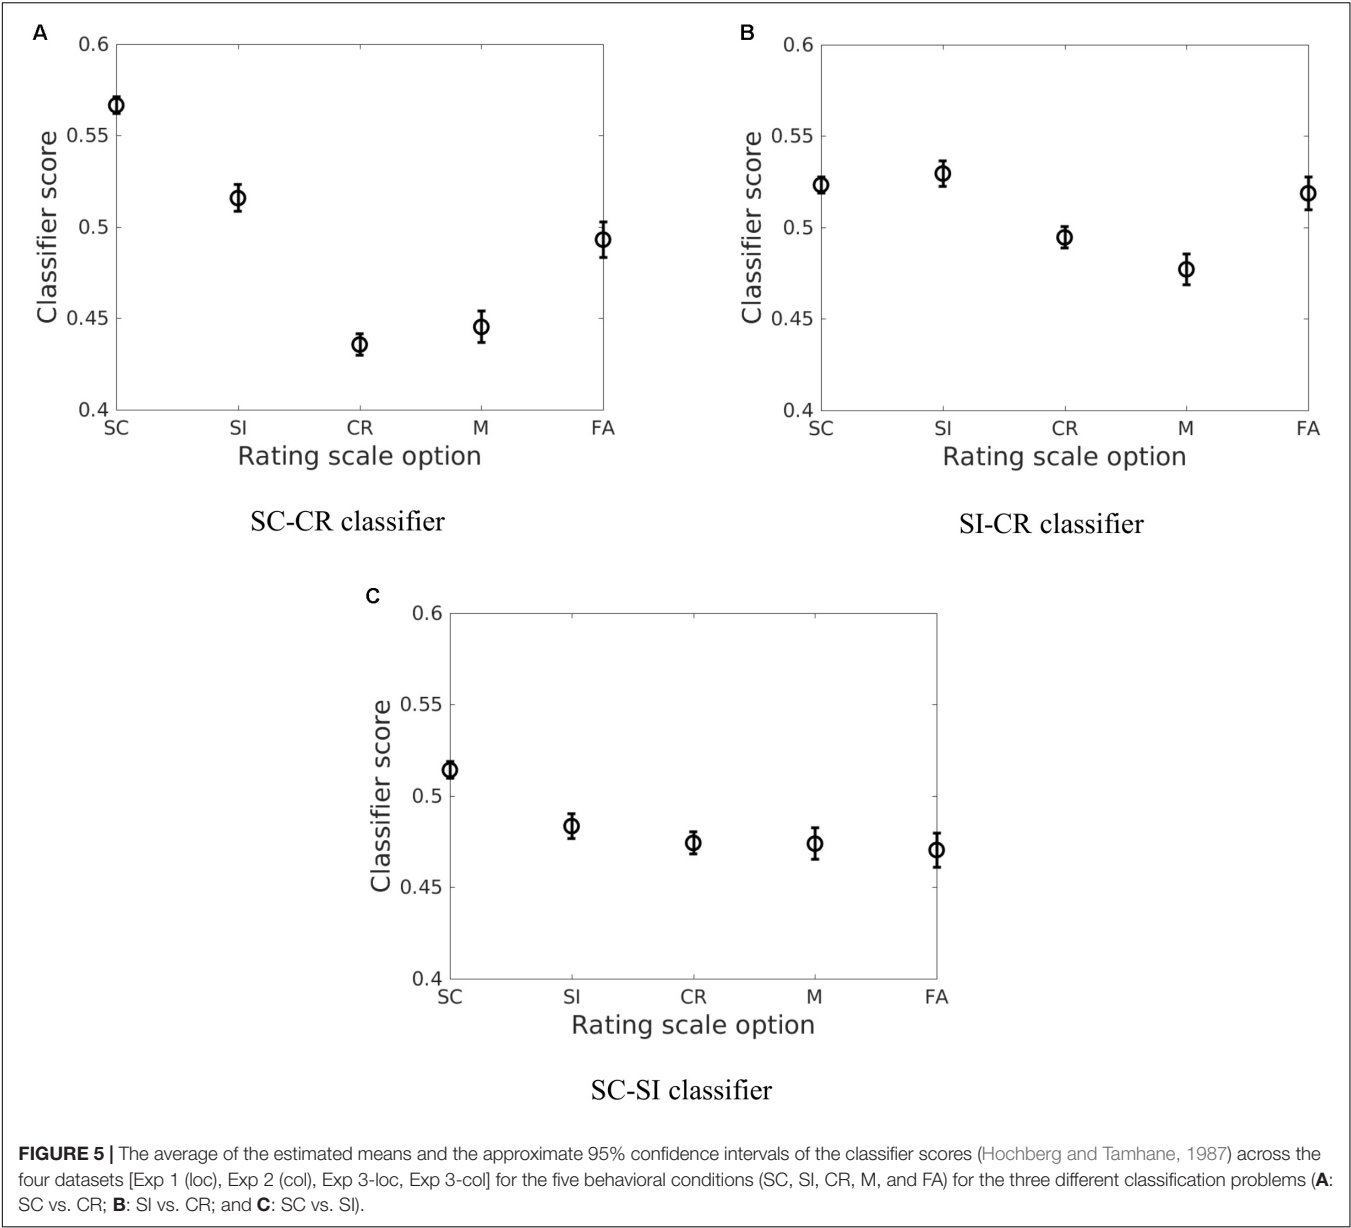 A
0.6
0.55
0.5
0.45
0.4
Classifier score
SC SI CR M FA
Rating scale option
SC-CR classifier
B
0.6
0.55
0.5
0.45
0.4
Classifier score
SC SI CR M FA
Rating scale option
SI-CR classifier
C
0.6
0.55
0.5
0.45
0.4
Classifier score
SC SI CR M FA
Rating scale option
SC-SI classifier
FIGURE 5 | The average of the estimated means and the approximate 95% confidence intervals of the classifier scores (Hochberg and Tamhane, 1987) across the
four datasets [Exp 1 (loc), Exp 2 (col), Exp 3-loc, Exp 3-col] for the five behavioral conditions (SC, SI, CR, M, and FA) for the three different classification problems (A:
SC vs. CR; B: SI vs. CR; and C: SC vs. SI).